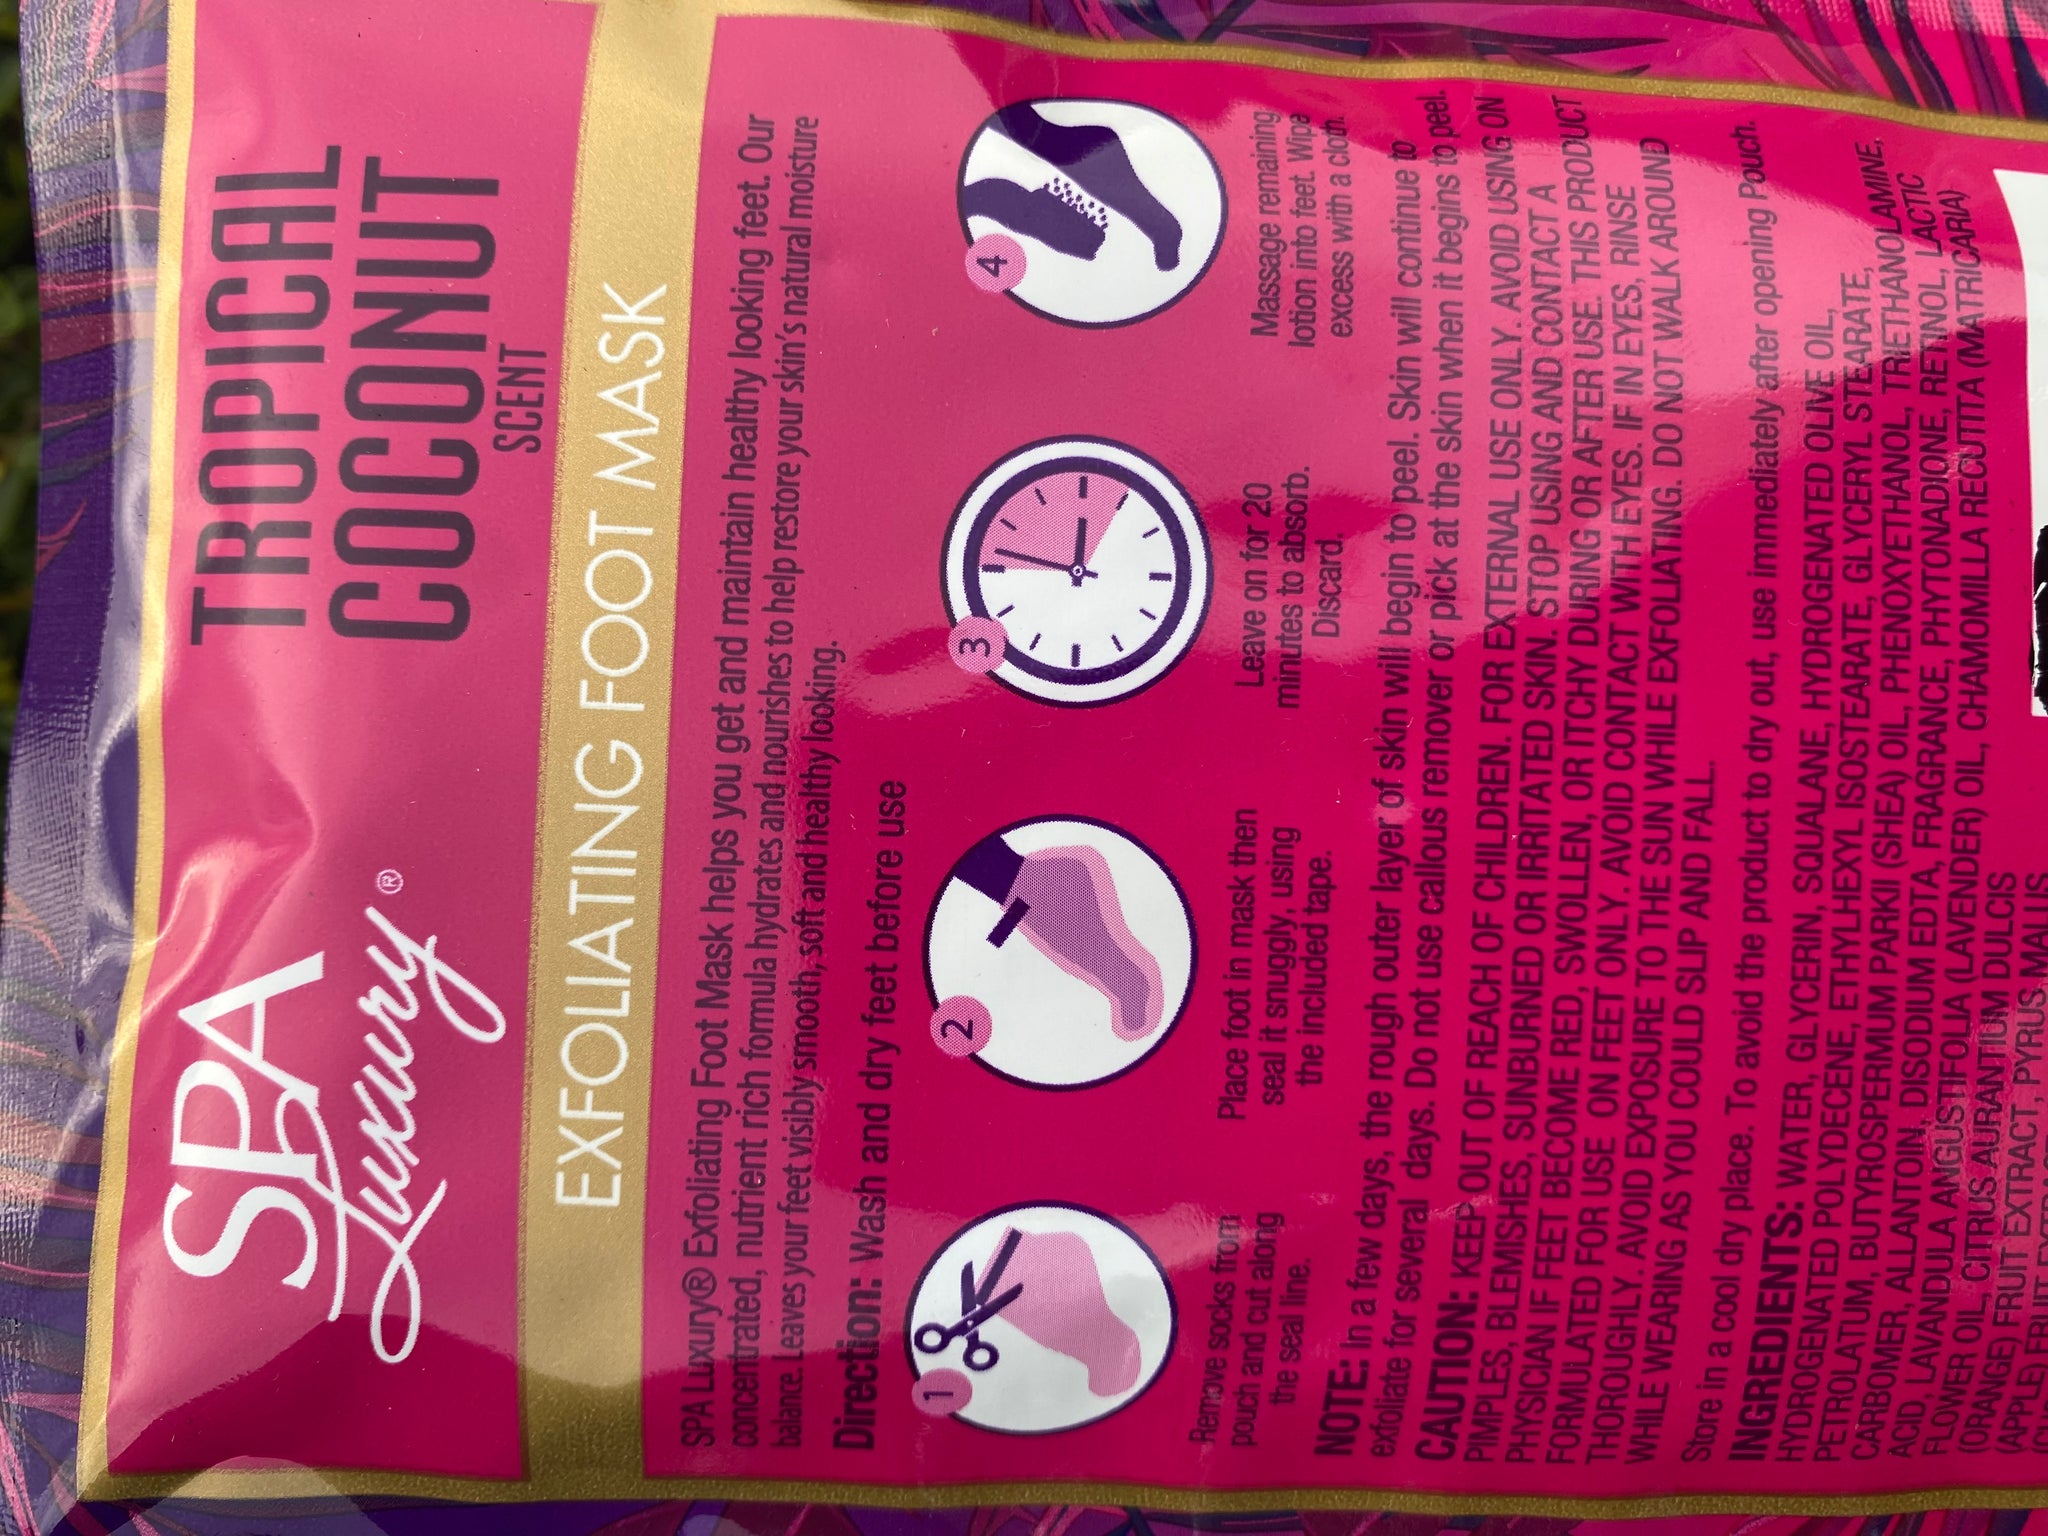 SPA
Luxury®
TROPICAL
COCONUT
SCENT
EXFOLIATING FOOT MASK
SPA Luxury® Exfoliating Foot Mask helps you get and maintain healthy looking feet. Our
concentrated, nutrient rich formula hydrates and nourishes to help restore your skin's natural moisture
balance. Leaves your feet visibly smooth, soft and healthy looking.
Direction: Wash and dry feet before use
1
Remove socks from
pouch and cut along
the seal line.
2
Place foot in mask then
seal it snuggly, using
the included tape.
3
Leave on for 20
minutes to absorb.
Discard.
4
Massage remaining
lotion into feet. Wipe
excess with a cloth.
NOTE: In a few days, the rough outer layer of skin will begin to peel. Skin will continue to
exfoliate for several days. Do not use callous remover or pick at the skin when it begins to peel.
CAUTION: KEEP OUT OF REACH OF CHILDREN. FOR EXTERNAL USE ONLY. AVOID USING ON
PIMPLES, BLEMISHES, SUNBURNED OR IRRITATED SKIN. STOP USING AND CONTACT A
PHYSICIAN IF FEET BECOME RED, SWOLLEN, OR ITCHY DURING OR AFTER USE. THIS PRODUCT
FORMULATED FOR USE ON FEET ONLY. AVOID CONTACT WITH EYES. IF IN EYES, RINSE
THOROUGHLY. AVOID EXPOSURE TO THE SUN WHILE EXFOLIATING. DO NOT WALK AROUND
WHILE WEARING AS YOU COULD SLIP AND FALL.
Store in a cool dry place. To avoid the product to dry out, use immediately after opening Pouch.
INGREDIENTS: WATER, GLYCERIN, SQUALANE, HYDROGENATED OLIVE OIL,
HYDROGENATED POLYDECENE, ETHYLHEXYL ISOSTEARATE, GLYCERYL STEARATE,
PETROLATUM, BUTYROSPERMUM PARKII (SHEA) OIL, PHENOXYETHANOL, TRIETHANOLAMINE,
CARBOMER, ALLANTOIN, DISODIUM EDTA, FRAGRANCE, PHYTONADIONE, RETINOL, LACTIC
ACID, LAVANDULA ANGUSTIFOLIA (LAVENDER) OIL, CHAMOMILLA RECUTITA (MATRICARIA)
FLOWER OIL, CITRUS AURANTIUM DULCIS
(ORANGE) FRUIT EXTRACT, PYRUS MALUS
(APPLE) FRUIT